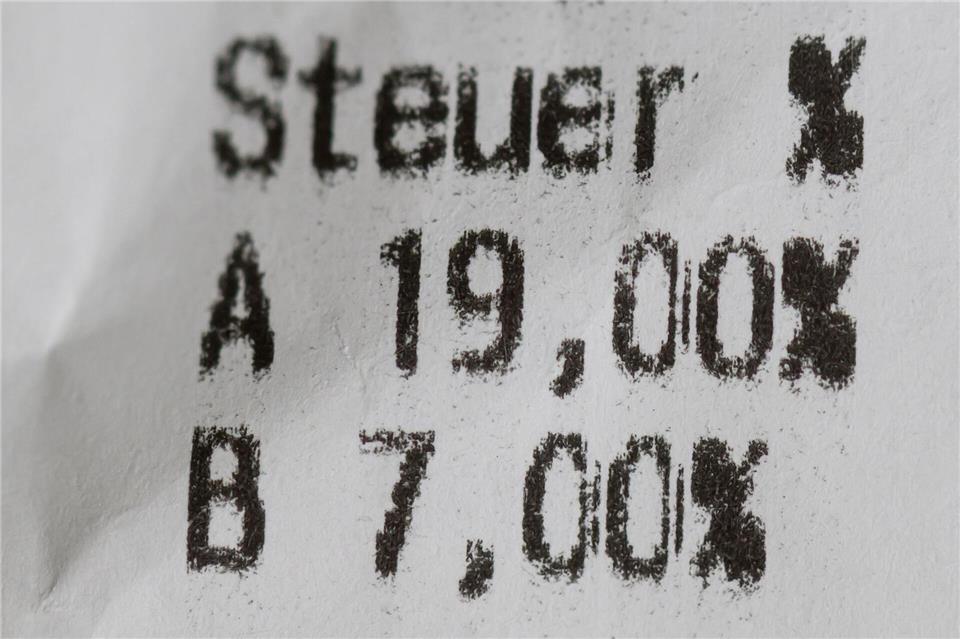 Steuer %
A 19,00%
B 7,00%